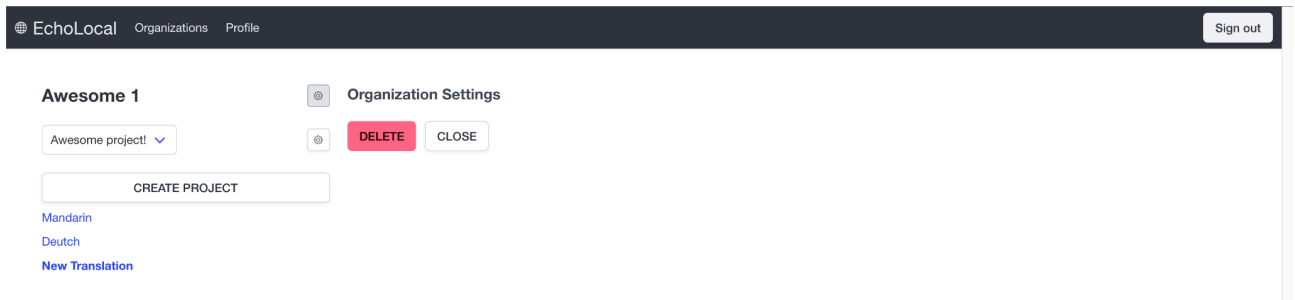 EchoLocal Organizations Profile Sign out
Awesome 1
Awesome project!
CREATE PROJECT
Mandarin
Deutch
New Translation
Organization Settings
DELETE CLOSE